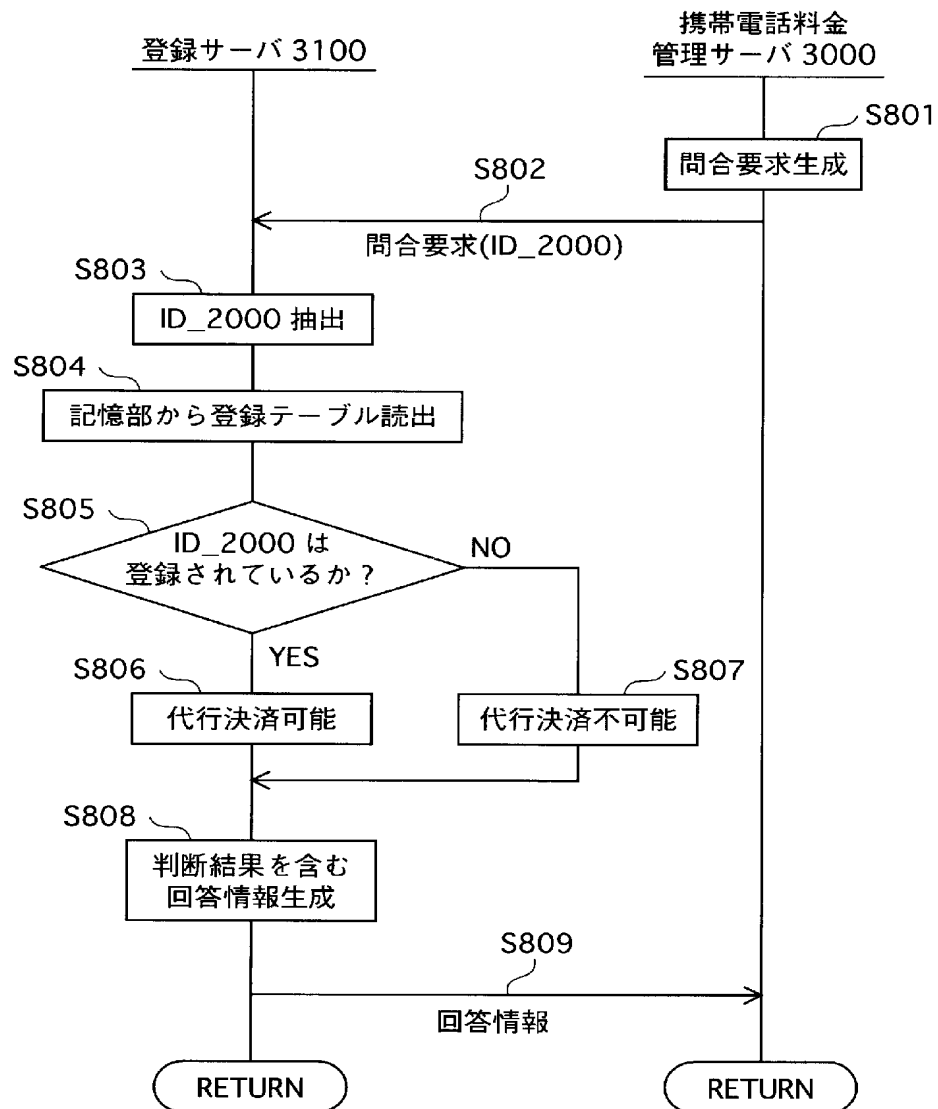 登録サーバ 3100
携帯電話料金
管理サーバ 3000
S801
問合要求生成
S802
問合要求(ID_2000)
S803
ID_2000 抽出
S804
記憶部から登録テーブル読出
S805
ID_2000 は
登録されているか？
NO
YES
S806
代行決済可能
S807
代行決済不可能
S808
判断結果を含む
回答情報生成
S809
回答情報
RETURN
RETURN